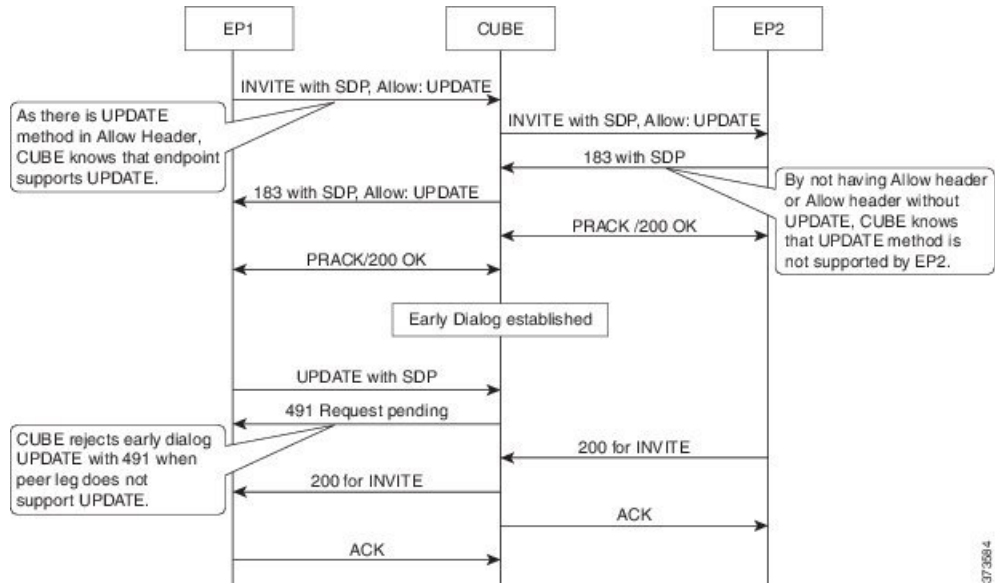 EP1
CUBE
EP2
INVITE with SDP, Allow: UPDATE
As there is UPDATE
method in Allow Header,
CUBE knows that endpoint
supports UPDATE.
INVITE with SDP, Allow: UPDATE
183 with SDP
By not having Allow header
or Allow header without
UPDATE, CUBE knows
that UPDATE method is
not supported by EP2.
183 with SDP, Allow: UPDATE
PRACK /200 OK
PRACK/200 OK
Early Dialog established
UPDATE with SDP
491 Request pending
CUBE rejects early dialog
UPDATE with 491 when
peer leg does not
support UPDATE.
200 for INVITE
200 for INVITE
ACK
ACK
373584